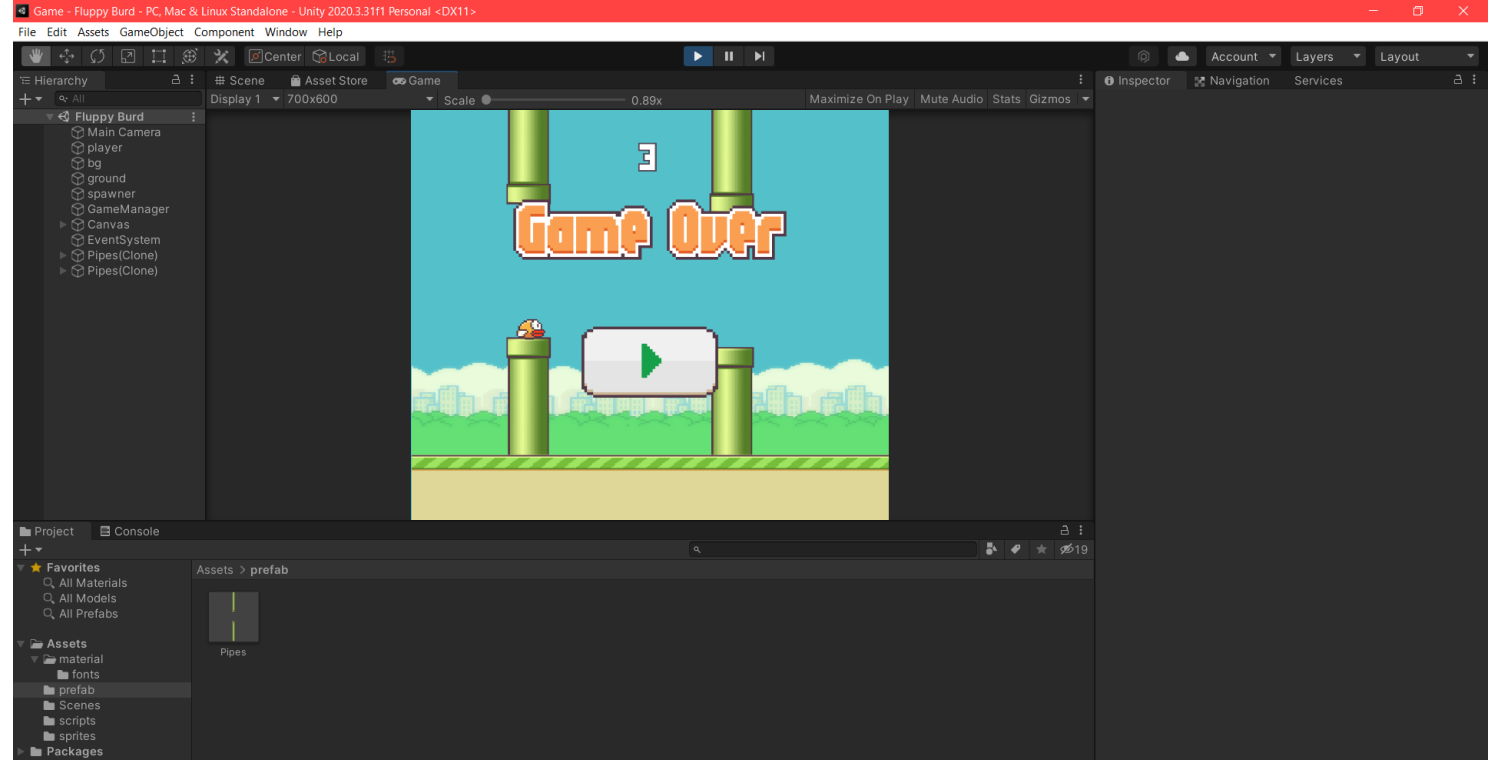 Game - Fluppy Burd - PC, Mac & Linux Standalone - Unity 2020.3.31f1 Personal <DX11>
File Edit Assets GameObject Component Window Help
Center Local Account Layers Layout
Hierarchy
All
Fluppy Burd
Main Camera
player
bg
ground
spawner
GameManager
Canvas
EventSystem
Pipes(Clone)
Pipes(Clone)
Scene Asset Store Game
Display 1 700x600 Scale 0.89x Maximize On Play Mute Audio Stats Gizmos
3
Game Over
Inspector Navigation Services
Project Console
19
Favorites
All Materials
All Models
All Prefabs
Assets
material
fonts
prefab
Scenes
scripts
sprites
Packages
Assets > prefab
Pipes